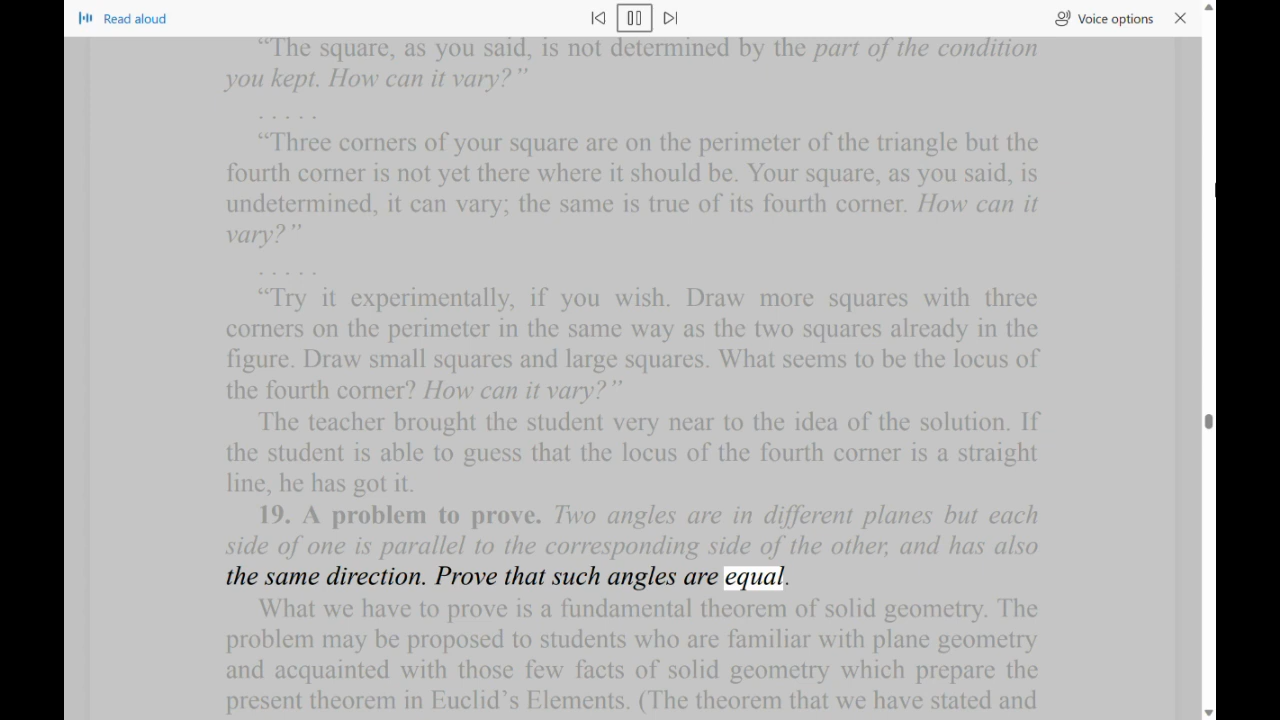 Read aloud
Voice options
“The square, as you said, is not determined by the part of the condition
you kept. How can it vary?”
. . . . .
“Three corners of your square are on the perimeter of the triangle but the
fourth corner is not yet there where it should be. Your square, as you said, is
undetermined, it can vary; the same is true of its fourth corner. How can it
vary?”
. . . . .
“Try it experimentally, if you wish. Draw more squares with three
corners on the perimeter in the same way as the two squares already in the
figure. Draw small squares and large squares. What seems to be the locus of
the fourth corner? How can it vary?”
The teacher brought the student very near to the idea of the solution. If
the student is able to guess that the locus of the fourth corner is a straight
line, he has got it.
19. A problem to prove. Two angles are in different planes but each
side of one is parallel to the corresponding side of the other, and has also
the same direction. Prove that such angles are equal.
What we have to prove is a fundamental theorem of solid geometry. The
problem may be proposed to students who are familiar with plane geometry
and acquainted with those few facts of solid geometry which prepare the
present theorem in Euclid’s Elements. (The theorem that we have stated and